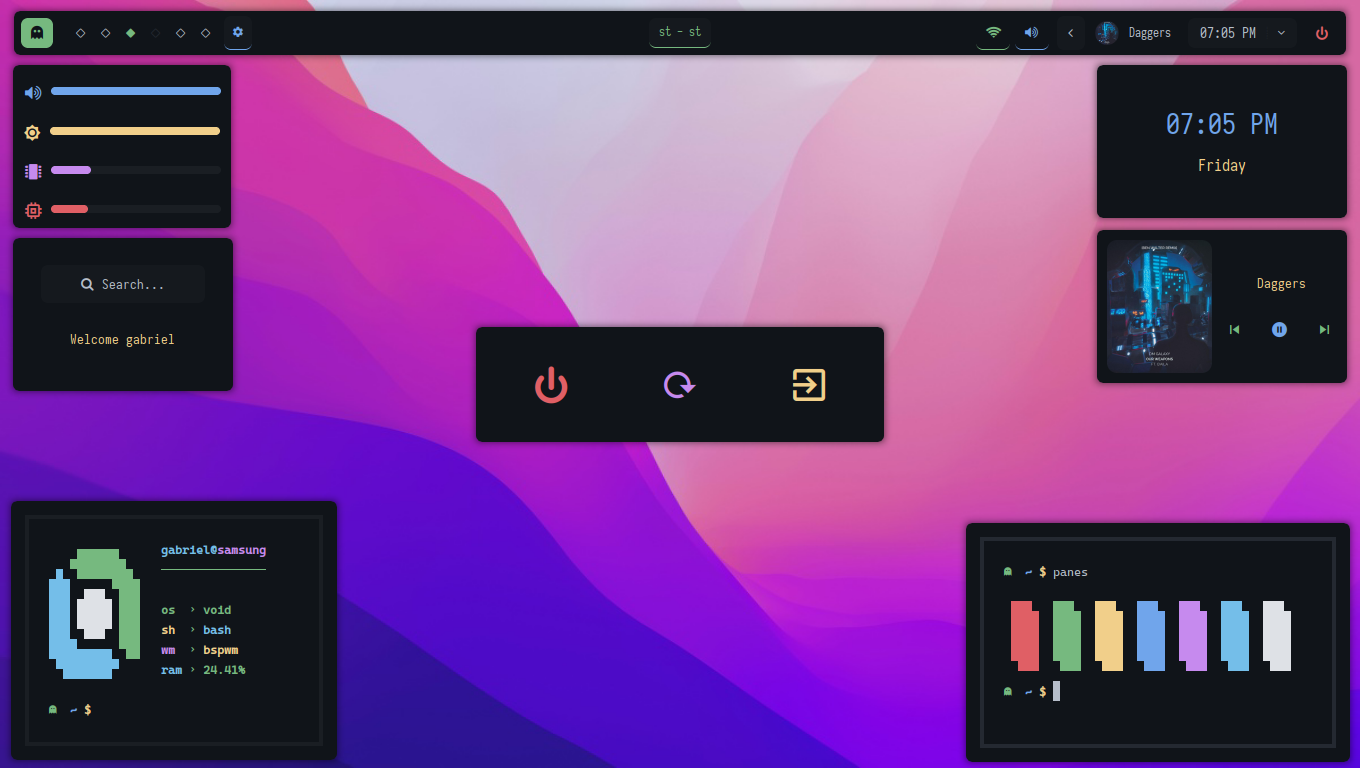 st - st
Daggers
07:05 PM
07:05 PM
Friday
Search...
Welcome gabriel
Daggers
gabriel@samsung
os › void
sh › bash
wm › bspwm
ram › 24.41%
~ $
~ $ panes
~ $